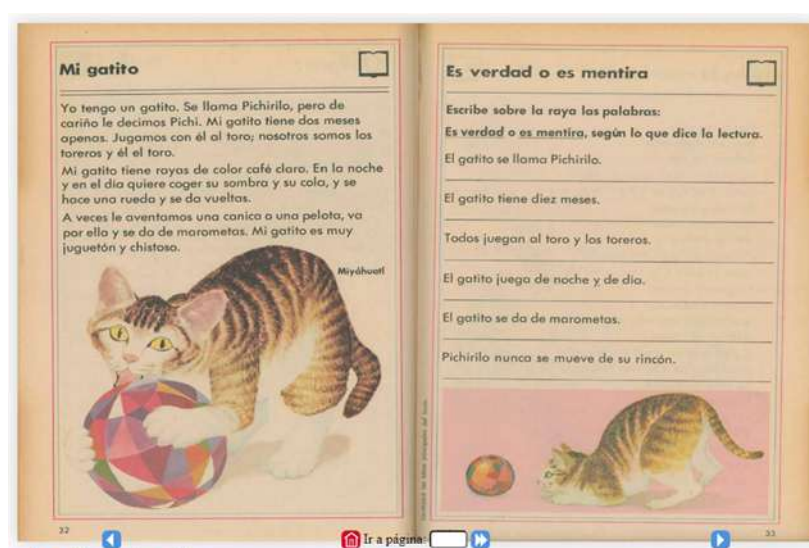 Mi gatito
Yo tengo un gatito. Se llama Pichirilo, pero de
cariño le decimos Pichi. Mi gatito tiene dos meses
apenas. Jugamos con él al toro; nosotros somos los
toreros y él el toro.
Mi gatito tiene rayas de color café claro. En la noche
y en el día quiere coger su sombra y su cola, y se
hace una rueda y se da vueltas.
A veces le aventamos una canica o una pelota, va
por ella y se da de marometas. Mi gatito es muy
juguetón y chistoso.
Miyáhuatl
32
Es verdad o es mentira
Escribe sobre la raya las palabras:
Es verdad o es mentira, según lo que dice la lectura.
El gatito se llama Pichirilo.
El gatito tiene diez meses.
Todos juegan al toro y los toreros.
El gatito juega de noche y de día.
El gatito se da de marometas.
Pichirilo nunca se mueve de su rincón.
33
Ir a página: